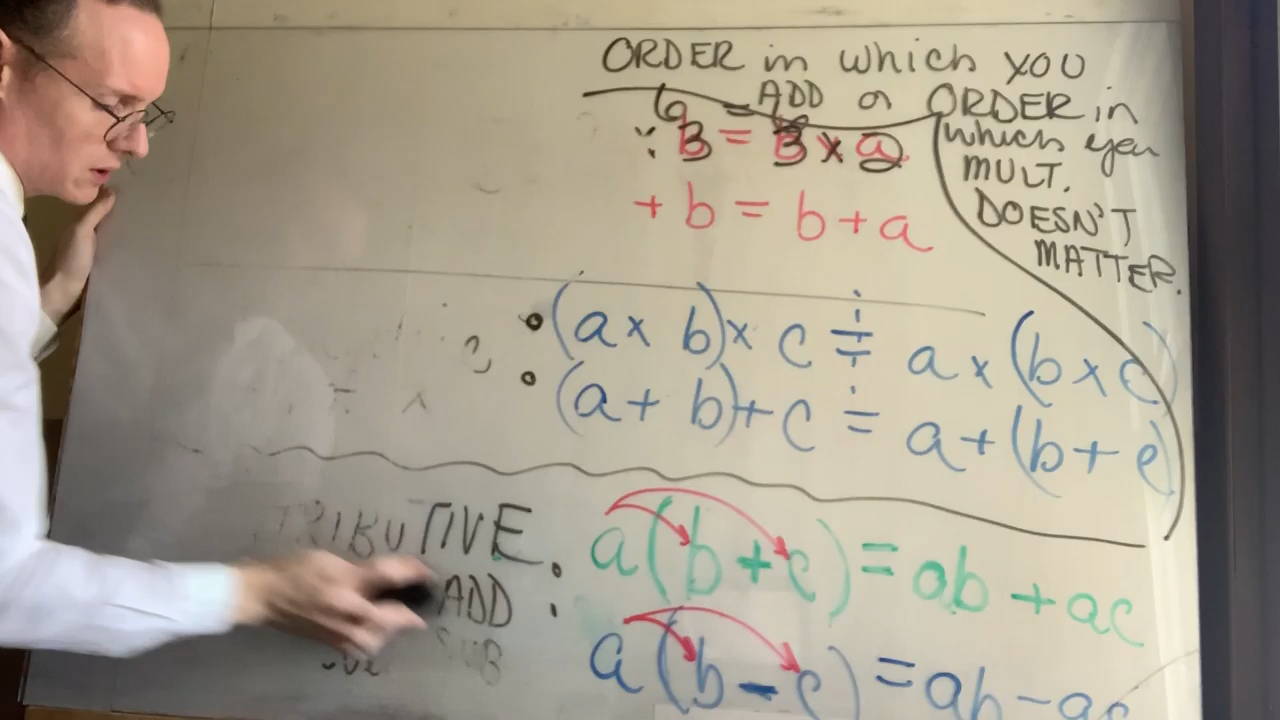 ORDER in which you
ADD or ORDER in
which you
MULT.
DOESN'T
MATTER.
B = B x a
+ b = b + a
(a x b) x c = a x (b x c)
(a + b) + c = a + (b + c)
TRIBUTIVE : a(b + c) = ab + ac
ADD :
SUB a(b - c) = ab - ac